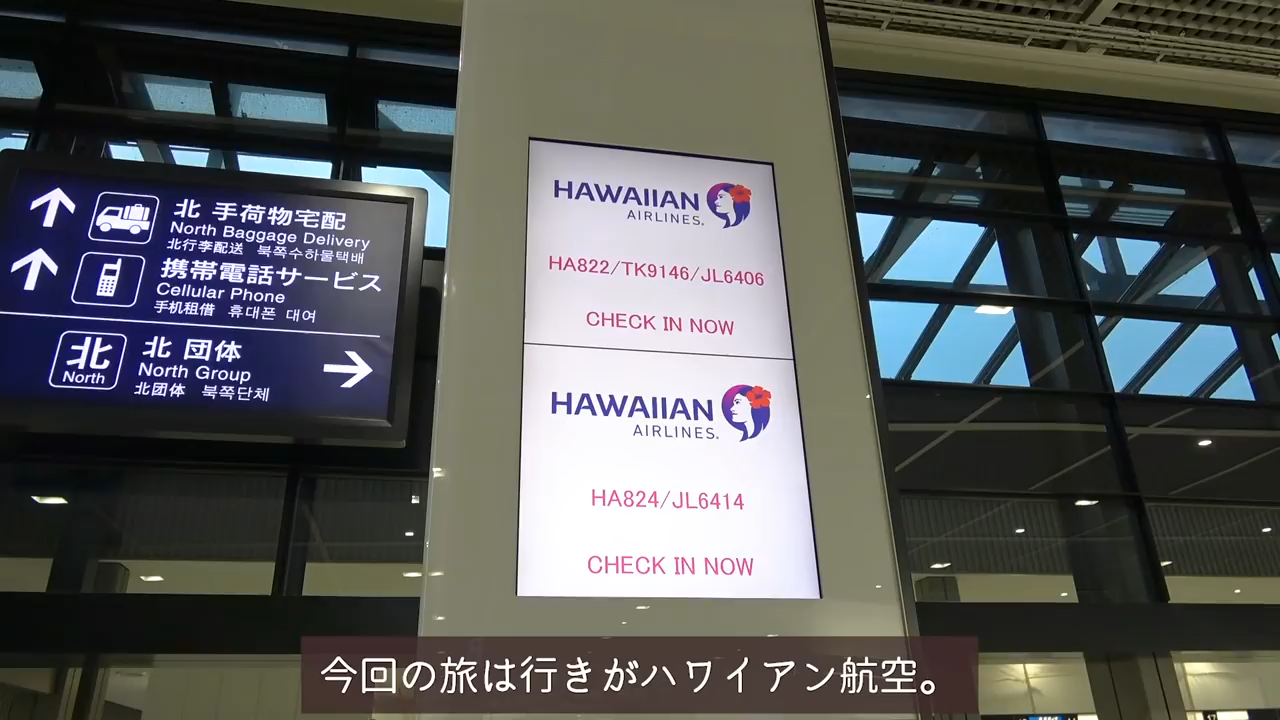 北 手荷物宅配
North Baggage Delivery
北行李配送 북쪽수하물택배
携帯電話サービス
Cellular Phone
手机租借 휴대폰 대여
北
North
北 団体
North Group
北团体 북쪽단체
HAWAIIAN
AIRLINES.
HA822/TK9146/JL6406
CHECK IN NOW
HAWAIIAN
AIRLINES.
HA824/JL6414
CHECK IN NOW
今回の旅は行きがハワイアン航空。